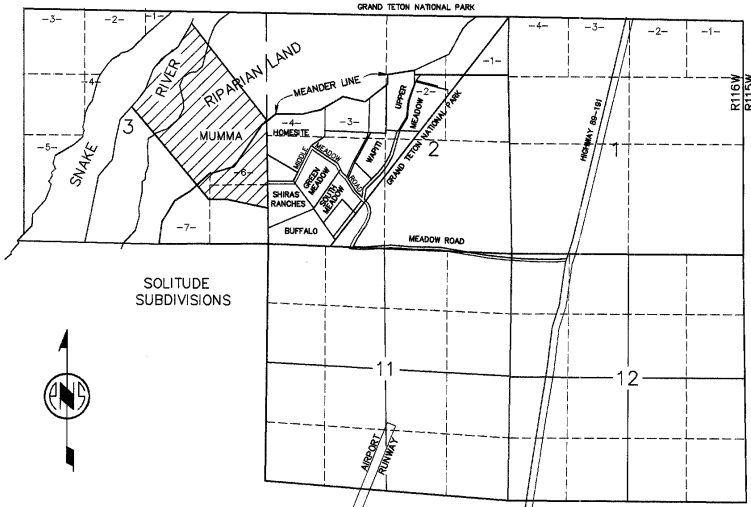 GRAND TETON NATIONAL PARK
-3-
-2-
-1-
-4-
-3-
-2-
-1-
-4-
-5-
-6-
-7-
3
SNAKE
RIVER
RIPARIAN LAND
MUMMA
MEANDER LINE
-1-
-2-
-3-
-4-
HOMESITE
UPPER
MEADOW
WAPITI
GRAND TETON NATIONAL PARK
2
MIDDLE
MEADOW
ROAD
GREEN
MEADOW
SOUTH
MEADOW
SHIRAS
RANCHES
BUFFALO
MEADOW ROAD
HIGHWAY 89-191
1
R116W
R115W
SOLITUDE
SUBDIVISIONS
11
12
AIRPORT
RUNWAY